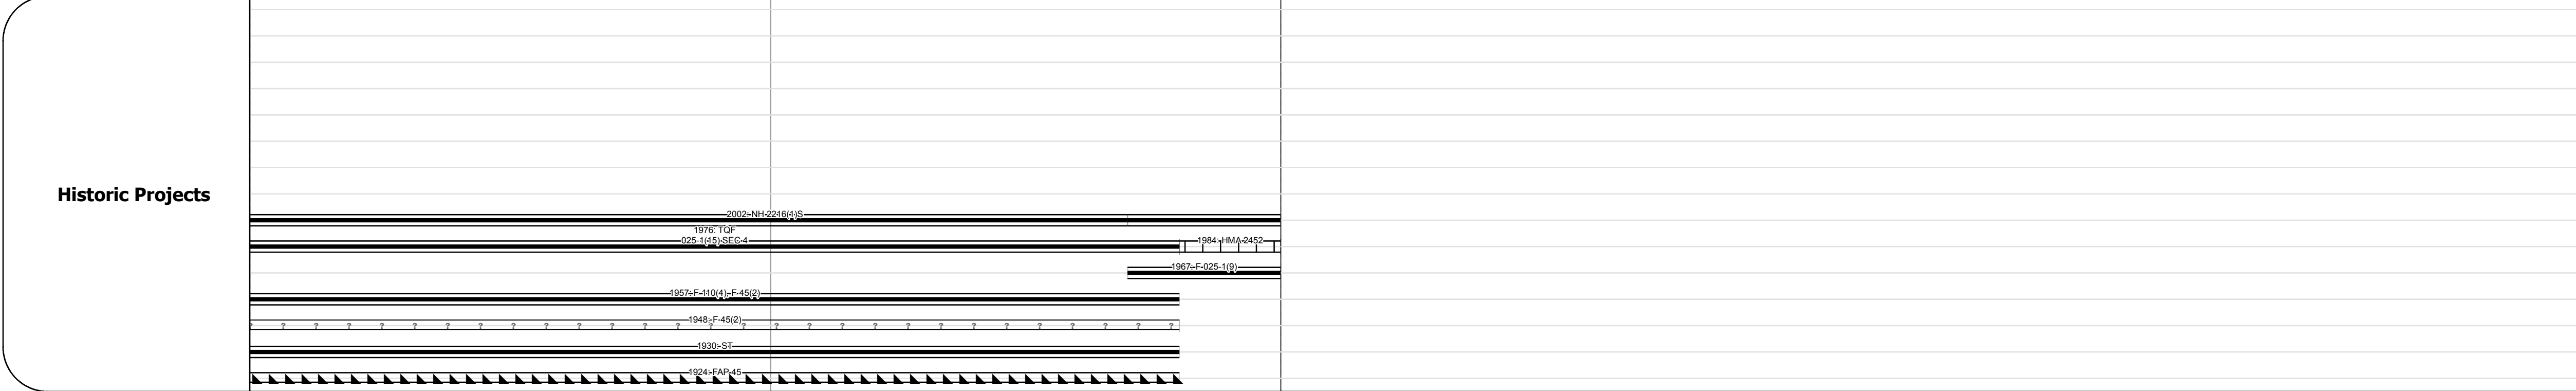 Historic Projects
2002: NH-2216(4)S
1976: TQF
025-1(15) SEC 4
1984: HMA 2452
1967: F-025-1(9)
1957: F-110(4), F-45(2)
1948: F-45(2)
1930: ST
1924: FAP 45